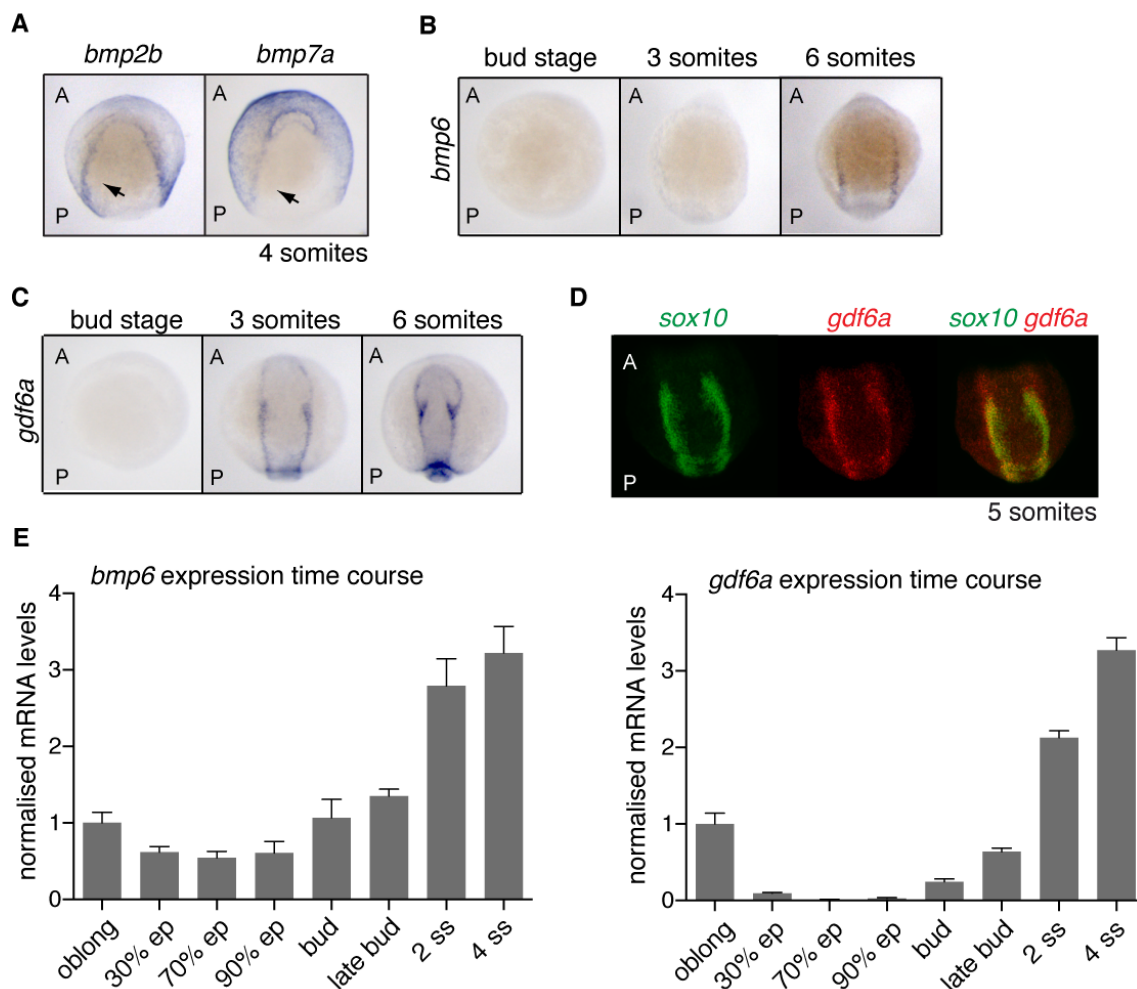 A
bmp2b bmp7a
A A
P P
4 somites
B
bud stage 3 somites 6 somites
bmp6
A A A
P P P
C
bud stage 3 somites 6 somites
gdf6a
A A A
P P P
D
sox10 gdf6a sox10 gdf6a
A
P
5 somites
E
bmp6 expression time course
normalised mRNA levels
4
3
2
1
0
oblong 30% ep 70% ep 90% ep bud late bud 2 ss 4 ss
gdf6a expression time course
normalised mRNA levels
4
3
2
1
0
oblong 30% ep 70% ep 90% ep bud late bud 2 ss 4 ss